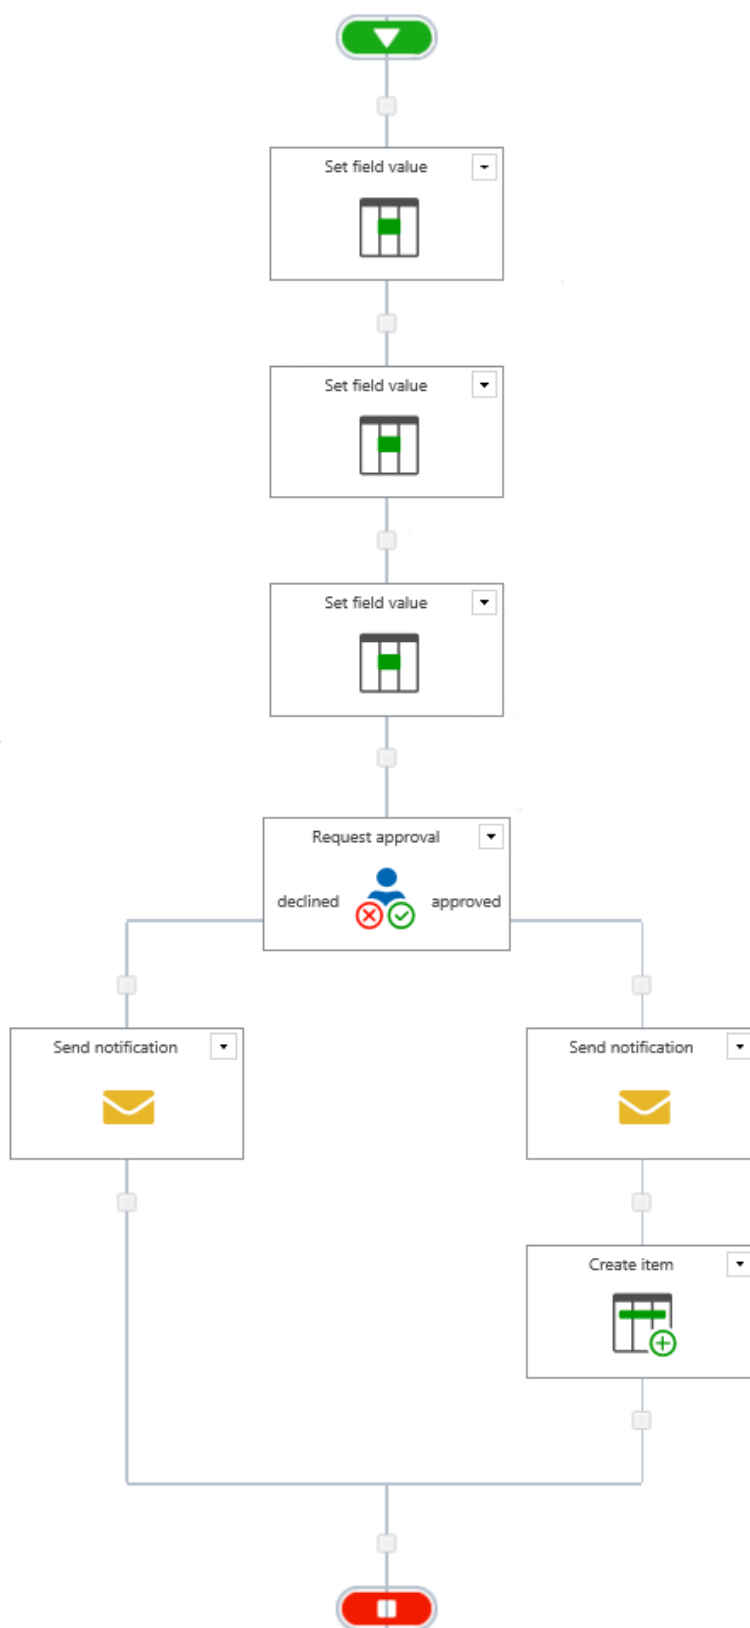 Set field value
Set field value
Set field value
Request approval
declined approved
Send notification Send notification
Create item